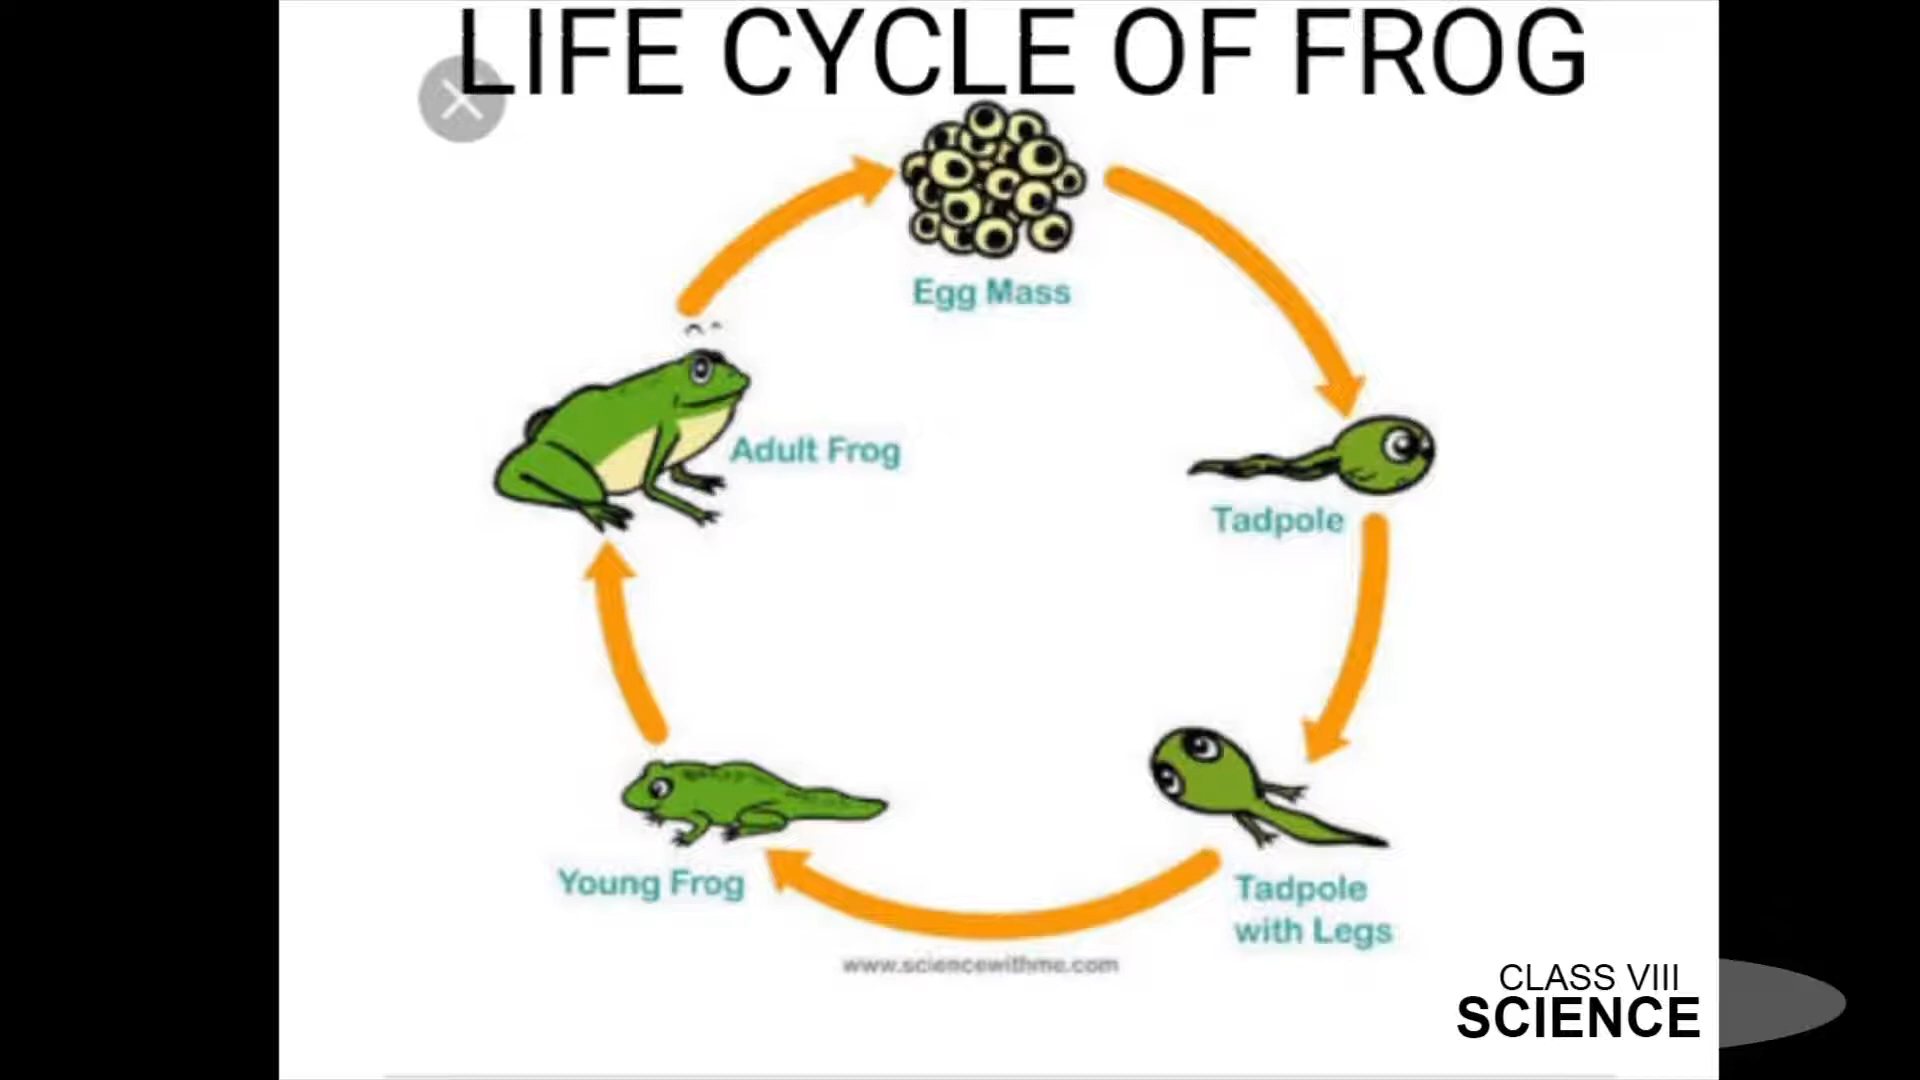 LIFE CYCLE OF FROG
Egg Mass
Adult Frog
Tadpole
Young Frog
Tadpole
with Legs
www.sciencewithme.com
CLASS VIII
SCIENCE